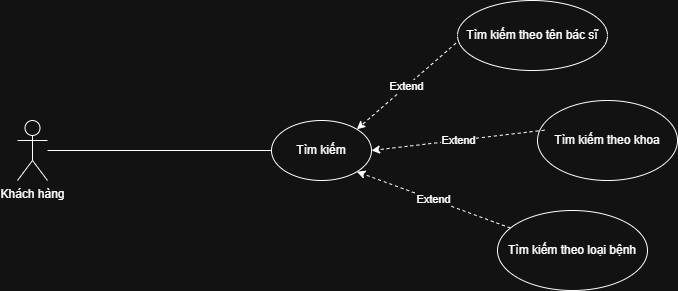 Tìm kiếm theo tên bác sĩ
Extend
Tìm kiếm
Extend
Tìm kiếm theo khoa
Khách hàng
Extend
Tìm kiếm theo loại bệnh